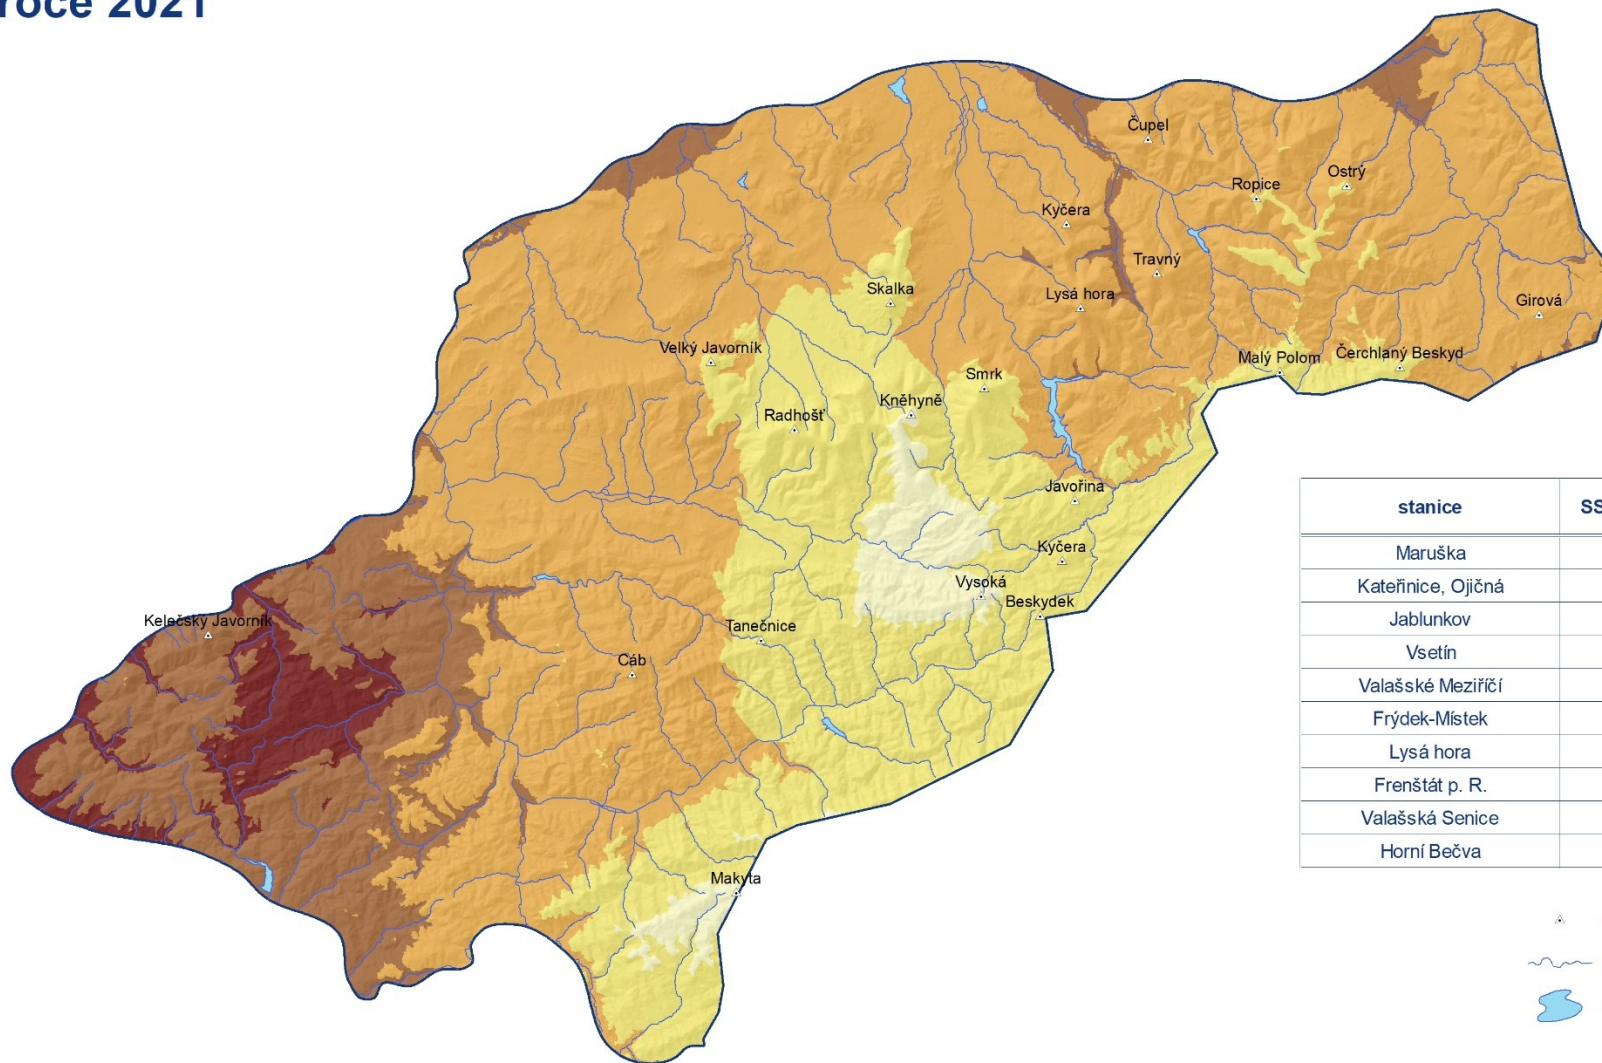 roce 2021
Čupel
Ropice
Ostrý
Kyčera
Travný
Skalka
Lysá hora
Girová
Velký Javorník
Malý Polom
Čerchlaný Beskyd
Smrk
Kněhyně
Radhošť
Javořina
Kyčera
Vysoká
Beskydek
Kelečský Javorník
Tanečnice
Cáb
Makyta
stanice SS
Maruška
Kateřinice, Ojičná
Jablunkov
Vsetín
Valašské Meziříčí
Frýdek-Místek
Lysá hora
Frenštát p. R.
Valašská Senice
Horní Bečva